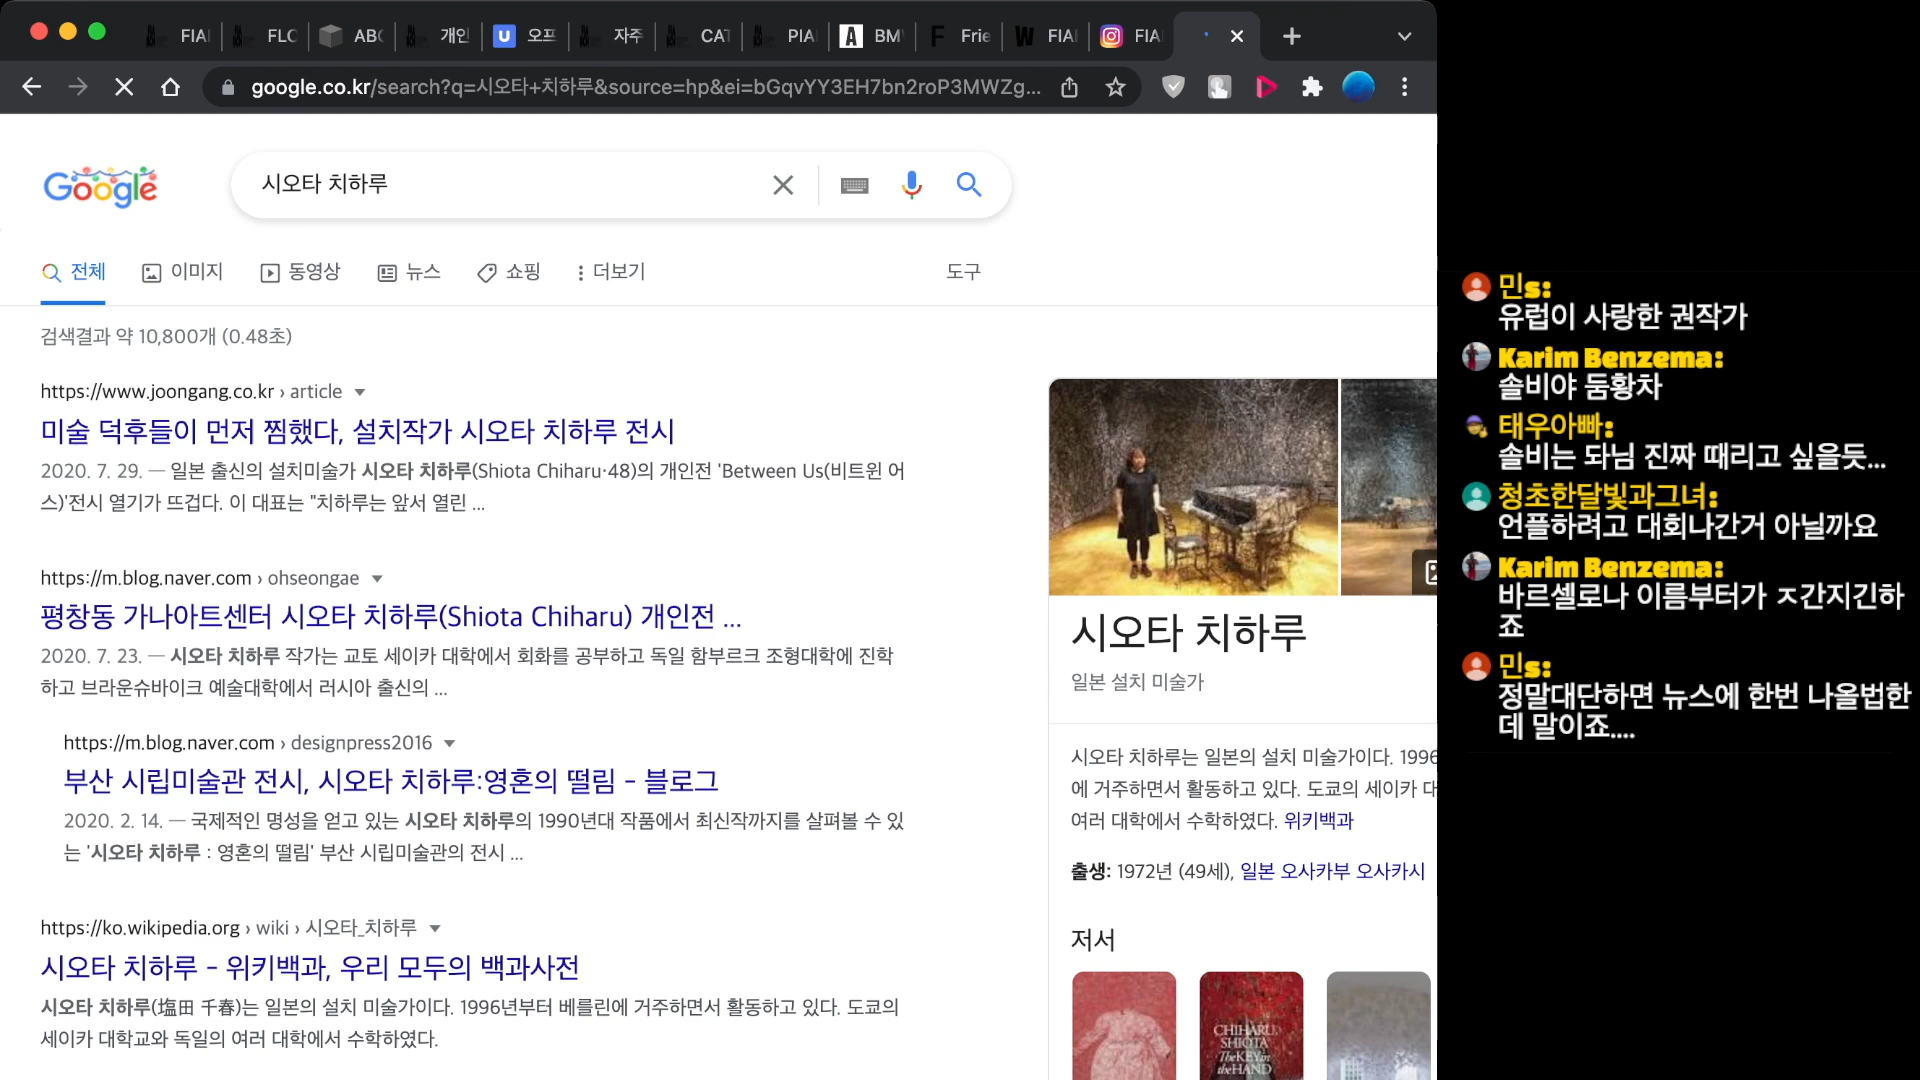 FIA
FLC
ABC
개인
U
오프
자주
CAT
PIA
A
BM
F
Frie
W
FIA
FIA
google.co.kr/search?q=시오타+치하루&source=hp&ei=bGqvYY3EH7bn2roP3MWZg...
Google
시오타 치하루
전체
이미지
동영상
뉴스
쇼핑
더보기
도구
검색결과 약 10,800개 (0.48초)
https://www.joongang.co.kr › article
미술 덕후들이 먼저 찜했다, 설치작가 시오타 치하루 전시
2020. 7. 29. — 일본 출신의 설치미술가 시오타 치하루(Shiota Chiharu·48)의 개인전 'Between Us(비트윈 어
스)'전시 열기가 뜨겁다. 이 대표는 "치하루는 앞서 열린 ...
https://m.blog.naver.com › ohseongae
평창동 가나아트센터 시오타 치하루(Shiota Chiharu) 개인전 ...
2020. 7. 23. — 시오타 치하루 작가는 교토 세이카 대학에서 회화를 공부하고 독일 함부르크 조형대학에 진학
하고 브라운슈바이크 예술대학에서 러시아 출신의 ...
https://m.blog.naver.com › designpress2016
부산 시립미술관 전시, 시오타 치하루:영혼의 떨림 - 블로그
2020. 2. 14. — 국제적인 명성을 얻고 있는 시오타 치하루의 1990년대 작품에서 최신작까지를 살펴볼 수 있
는 '시오타 치하루 : 영혼의 떨림' 부산 시립미술관의 전시 ...
https://ko.wikipedia.org › wiki › 시오타_치하루
시오타 치하루 - 위키백과, 우리 모두의 백과사전
시오타 치하루(塩田 千春)는 일본의 설치 미술가이다. 1996년부터 베를린에 거주하면서 활동하고 있다. 도쿄의
세이카 대학교와 독일의 여러 대학에서 수학하였다.
시오타 치하루
일본 설치 미술가
시오타 치하루는 일본의 설치 미술가이다. 1996
에 거주하면서 활동하고 있다. 도쿄의 세이카 대
여러 대학에서 수학하였다. 위키백과
출생: 1972년 (49세), 일본 오사카부 오사카시
저서
CHIHARU
SHIOTA
The KEY in
the HAND
민s:
유럽이 사랑한 권작가
Karim Benzema:
솔비야 둠황차
태우아빠:
솔비는 돠님 진짜 때리고 싶을듯...
청초한달빛과그녀:
언플하려고 대회나간거 아닐까요
Karim Benzema:
바르셀로나 이름부터가 ㅈ간지긴하
죠
민s:
정말대단하면 뉴스에 한번 나올법한
데 말이죠....